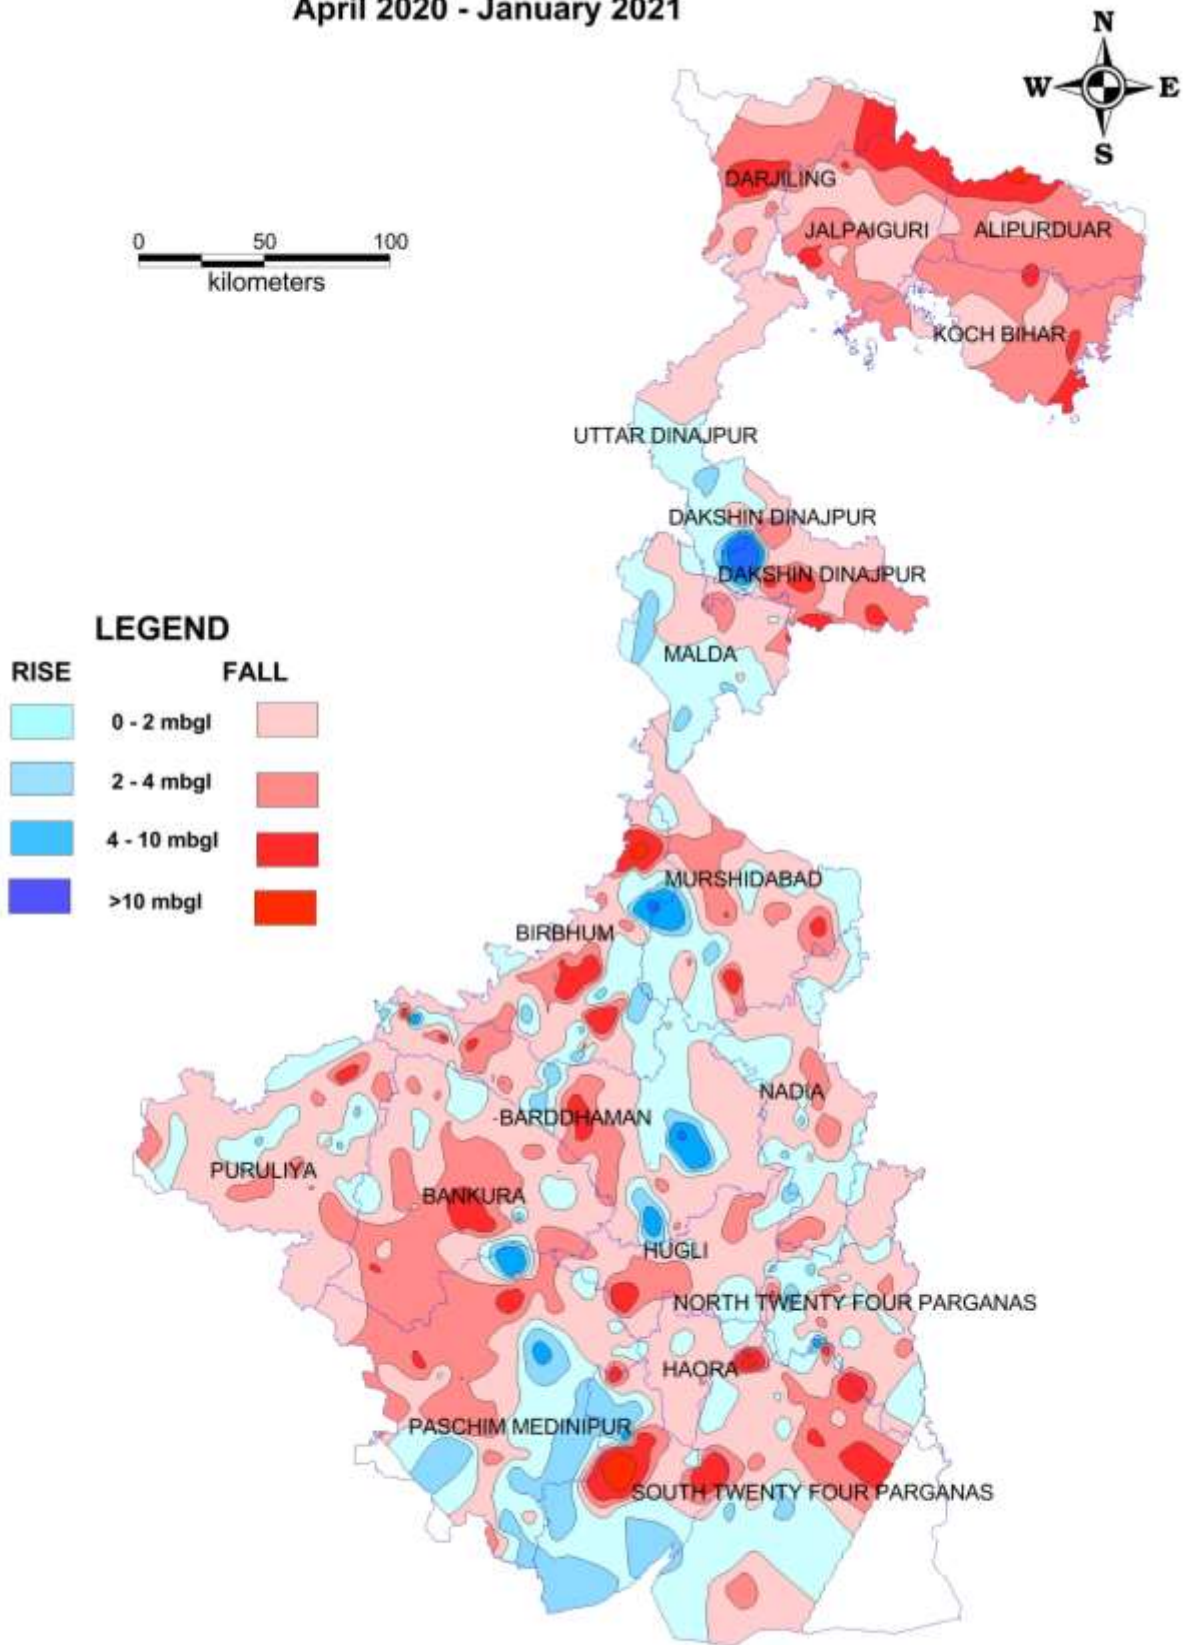 April 2020 - January 2021
N
W E
S
DARJILING
JALPAIGURI ALIPURDUAR
0 50 100
kilometers
KOCH BIHAR
UTTAR DINAJPUR
DAKSHIN DINAJPUR
DAKSHIN DINAJPUR
LEGEND
MALDA
RISE FALL
0 - 2 mbgl
2 - 4 mbgl
4 - 10 mbgl
>10 mbgl
MURSHIDABAD
BIRBHUM
NADIA
BARDDHAMAN
PURULIYA
BANKURA
HUGLI
NORTH TWENTY FOUR PARGANAS
HAORA
PASCHIM MEDINIPUR
SOUTH TWENTY FOUR PARGANAS